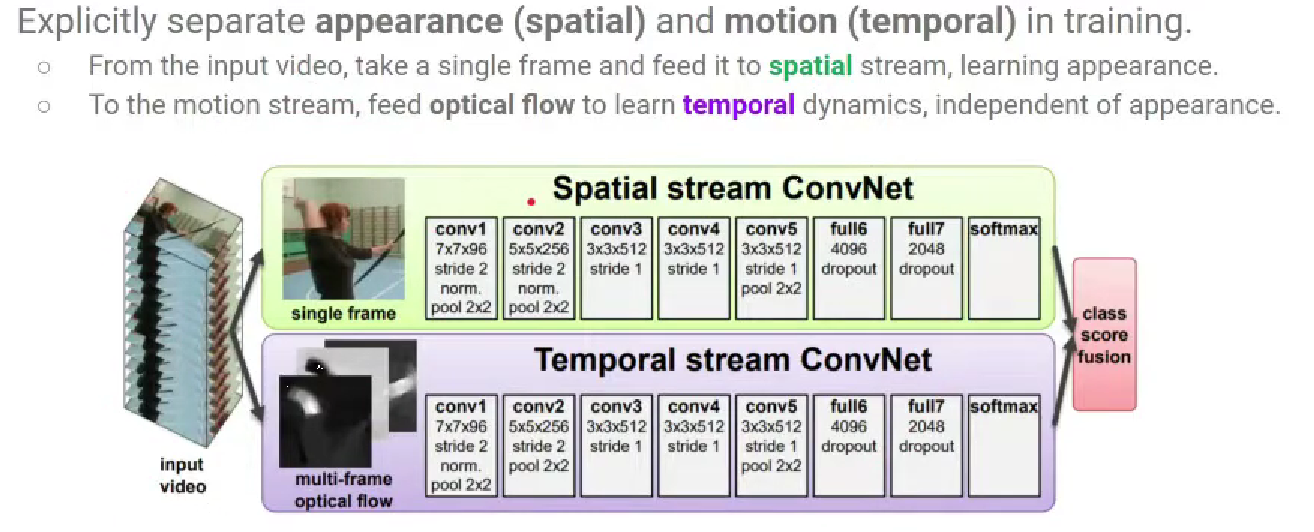 Explicitly separate appearance (spatial) and motion (temporal) in training.
○ From the input video, take a single frame and feed it to spatial stream, learning appearance.
○ To the motion stream, feed optical flow to learn temporal dynamics, independent of appearance.
Spatial stream ConvNet
single frame
conv1
7x7x96
stride 2
norm.
pool 2x2
conv2
5x5x256
stride 2
norm.
pool 2x2
conv3
3x3x512
stride 1
conv4
3x3x512
stride 1
conv5
3x3x512
stride 1
pool 2x2
full6
4096
dropout
full7
2048
dropout
softmax
Temporal stream ConvNet
multi-frame
optical flow
conv1
7x7x96
stride 2
norm.
pool 2x2
conv2
5x5x256
stride 2
pool 2x2
conv3
3x3x512
stride 1
conv4
3x3x512
stride 1
conv5
3x3x512
stride 1
pool 2x2
full6
4096
dropout
full7
2048
dropout
softmax
input
video
class
score
fusion